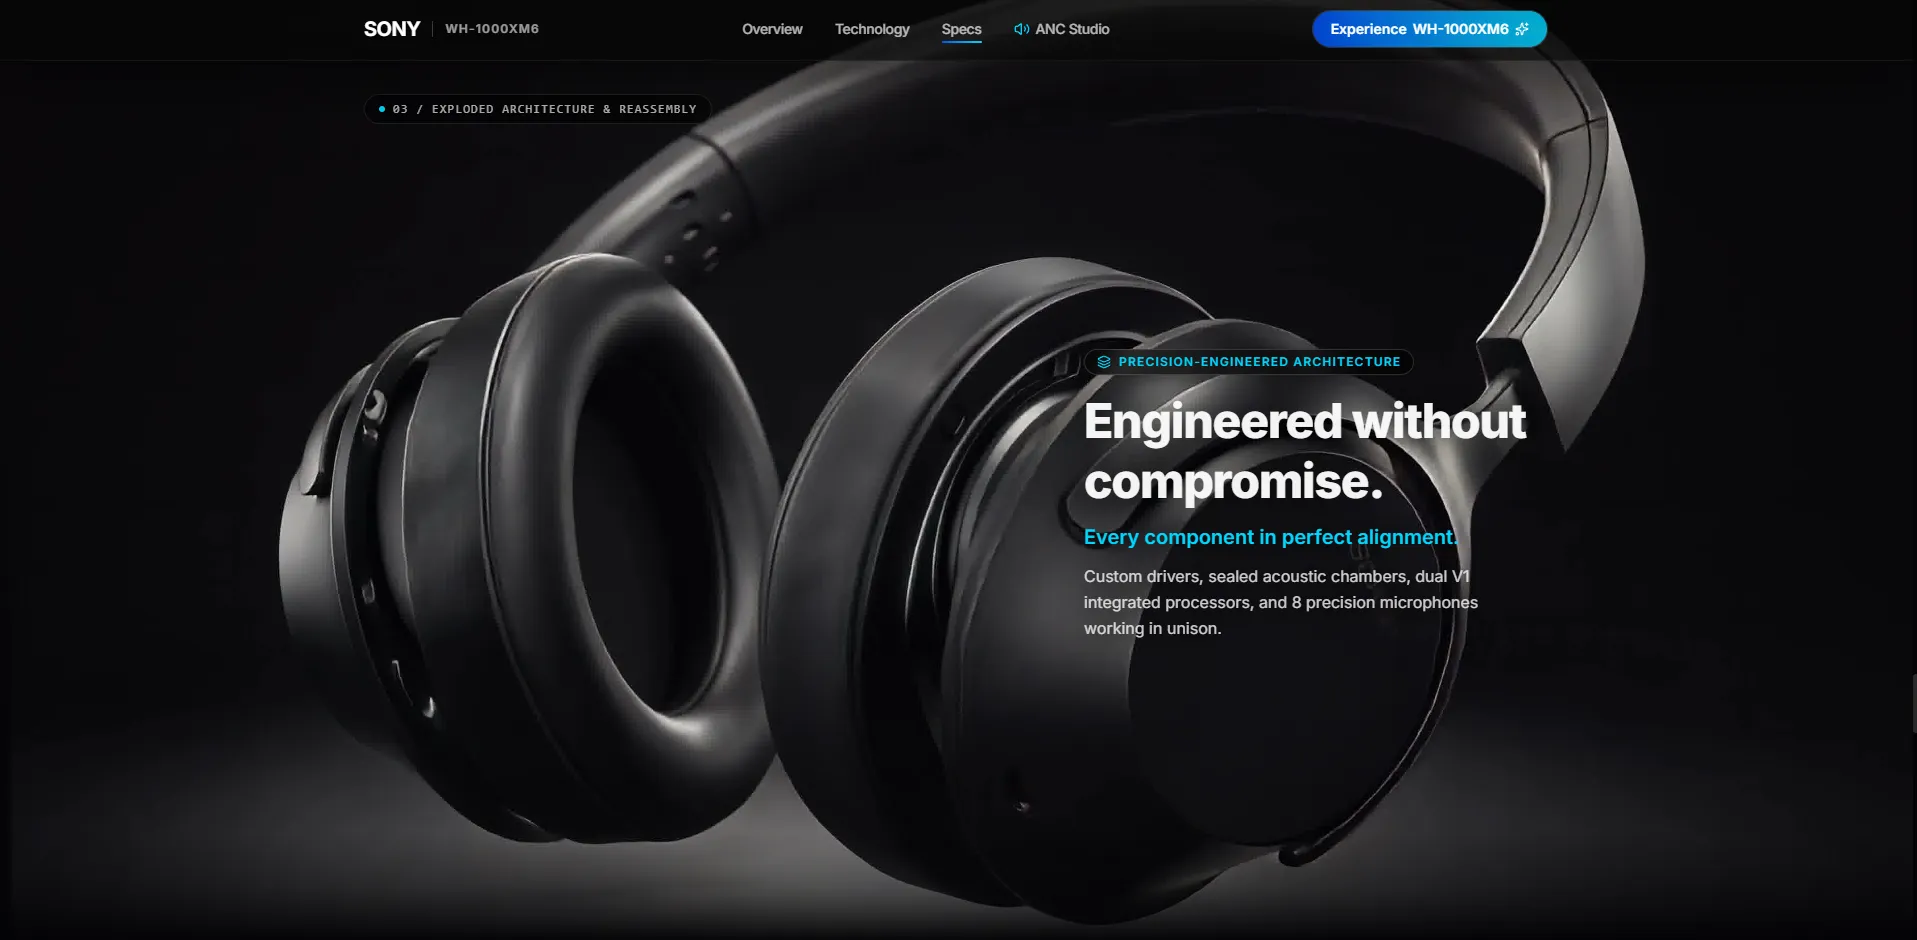 SONY
WH-1000XM6
Overview
Technology
Specs
ANC Studio
Experience WH-1000XM6
03 / EXPLODED ARCHITECTURE & REASSEMBLY
PRECISION-ENGINEERED ARCHITECTURE
Engineered without
compromise.
Every component in perfect alignment.
Custom drivers, sealed acoustic chambers, dual V1
integrated processors, and 8 precision microphones
working in unison.